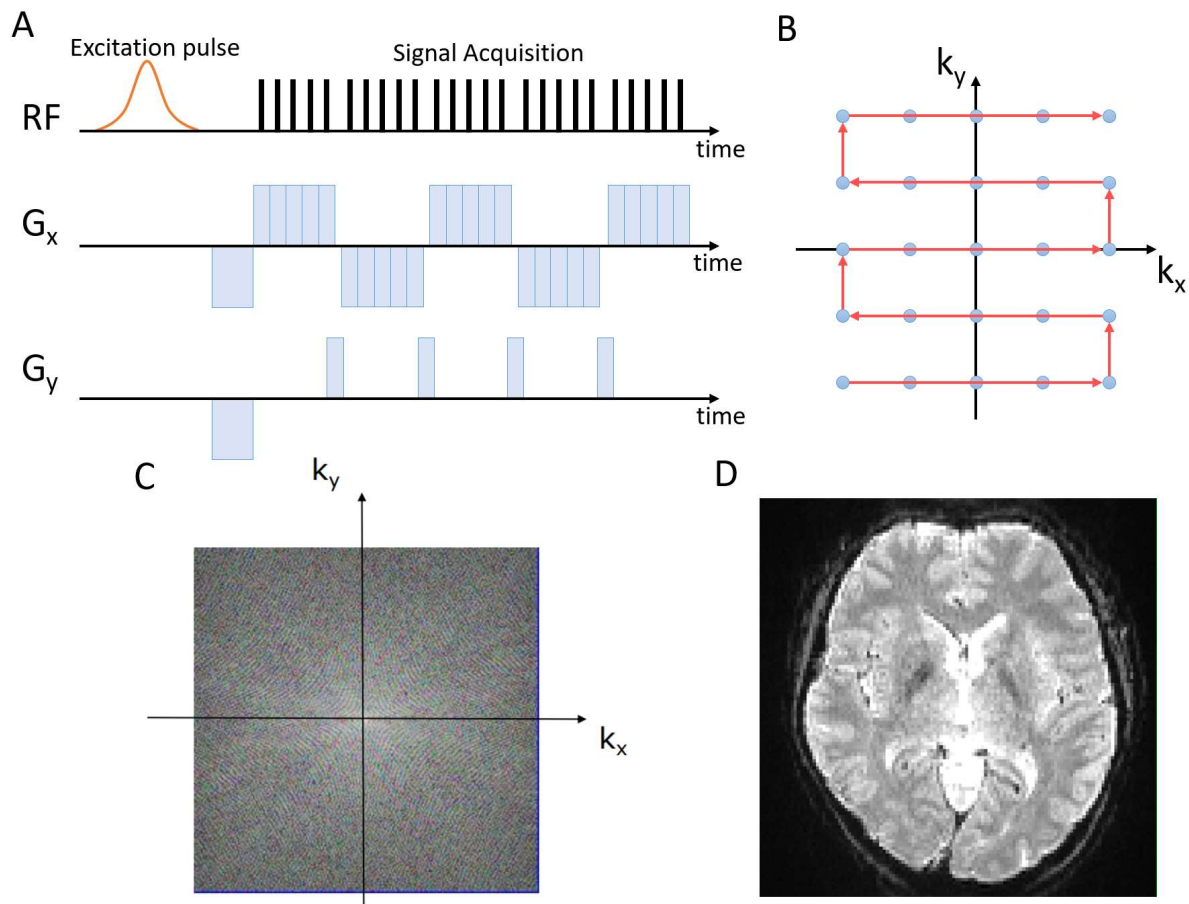 A
Excitation pulse
Signal Acquisition
RF
time
Gx
time
Gy
time
B
ky
kx
C
ky
kx
D